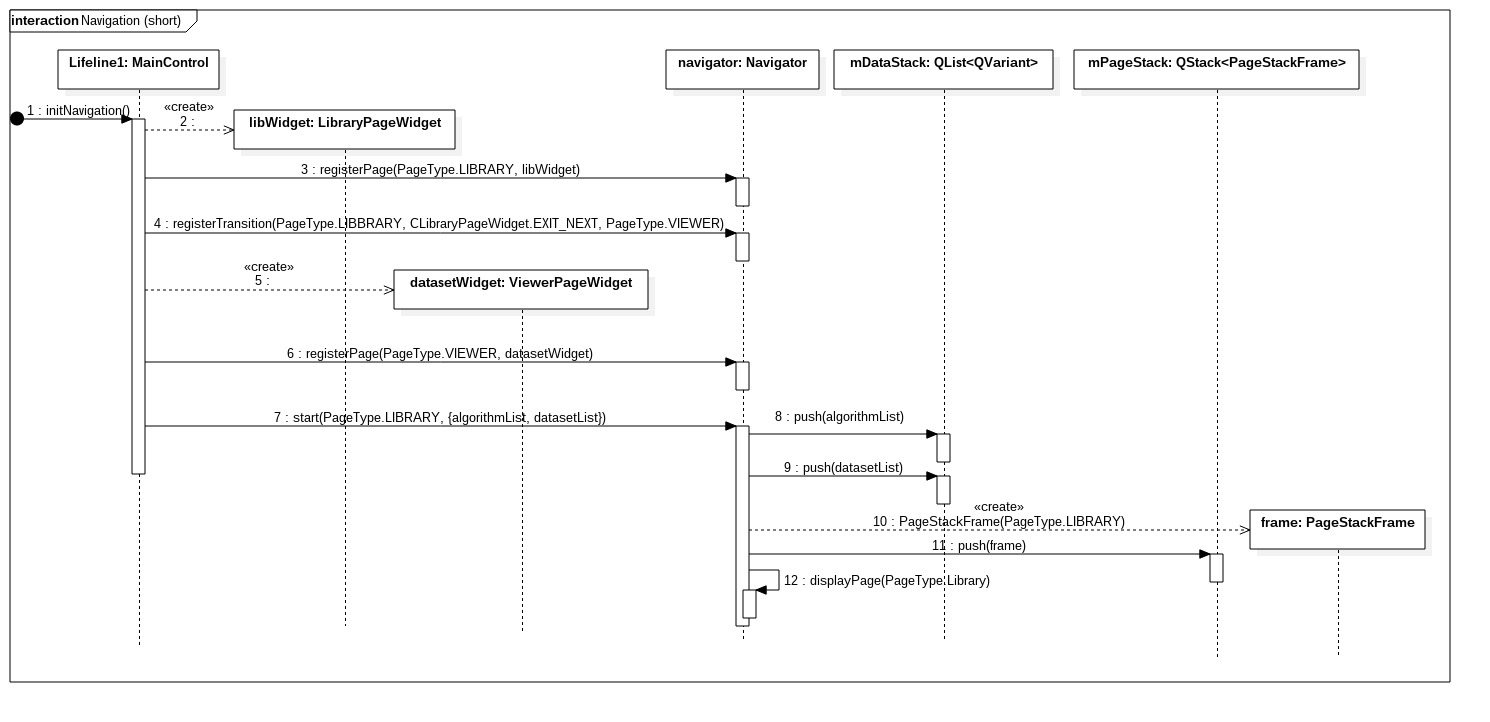 interaction Navigation (short)
Lifeline1: MainControl
navigator: Navigator
mDataStack: QList<QVariant>
mPageStack: QStack<PageStackFrame>
1 : initNavigation()
«create»
2 :
libWidget: LibraryPageWidget
3 : registerPage(PageType.LIBRARY, libWidget)
4 : registerTransition(PageType.LIBBRARY, CLibraryPageWidget.EXIT_NEXT, PageType.VIEWER)
«create»
5 :
datasetWidget: ViewerPageWidget
6 : registerPage(PageType.VIEWER, datasetWidget)
7 : start(PageType.LIBRARY, {algorithmList, datasetList})
8 : push(algorithmList)
9 : push(datasetList)
«create»
10 : PageStackFrame(PageType.LIBRARY)
frame: PageStackFrame
11 : push(frame)
12 : displayPage(PageType.Library)